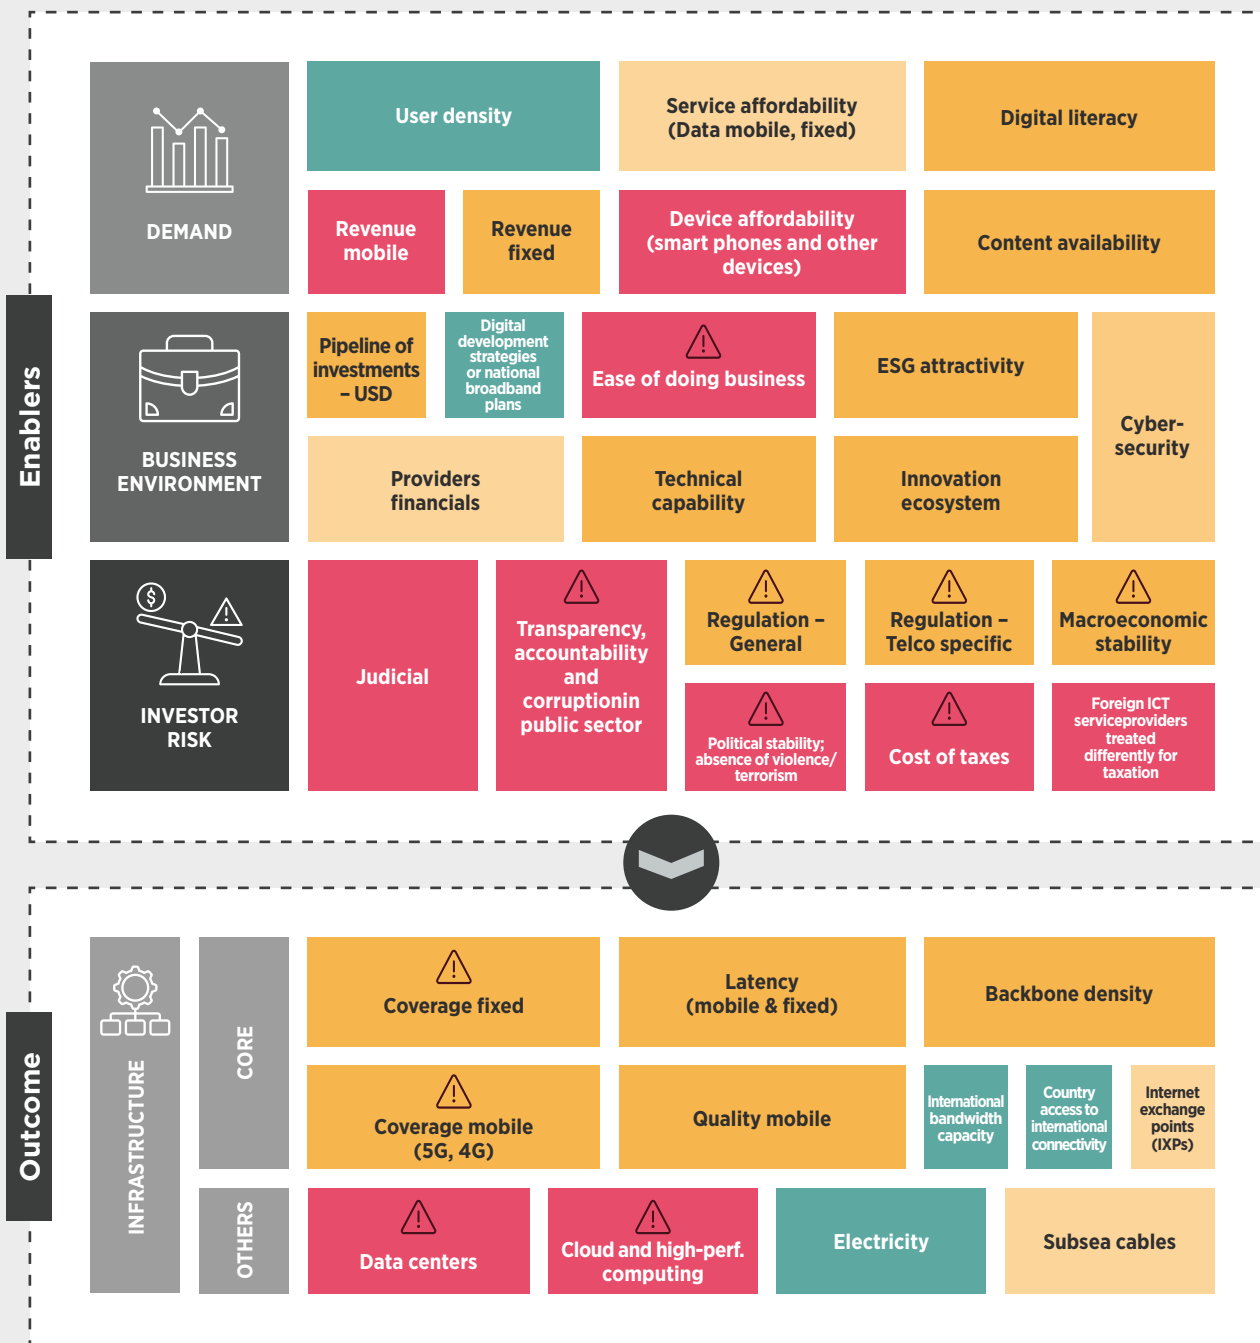 Enablers
DEMAND
User density
Service affordability
(Data mobile, fixed)
Digital literacy
Revenue
mobile
Revenue
fixed
Device affordability
(smart phones and other
devices)
Content availability
BUSINESS
ENVIRONMENT
Pipeline of
investments
– USD
Digital
development
strategies
or national
broadband
plans
Ease of doing business
ESG attractivity
Cyber-
security
Providers
financials
Technical
capability
Innovation
ecosystem
INVESTOR
RISK
Judicial
Transparency,
accountability
and
corruptionin
public sector
Regulation –
General
Regulation –
Telco specific
Macroeconomic
stability
Political stability;
absence of violence/
terrorism
Cost of taxes
Foreign ICT
serviceproviders
treated
differently for
taxation
Outcome
INFRASTRUCTURE
CORE
Coverage fixed
Latency
(mobile & fixed)
Backbone density
Coverage mobile
(5G, 4G)
Quality mobile
International
bandwidth
capacity
Country
access to
international
connectivity
Internet
exchange
points
(IXPs)
OTHERS
Data centers
Cloud and high-perf.
computing
Electricity
Subsea cables